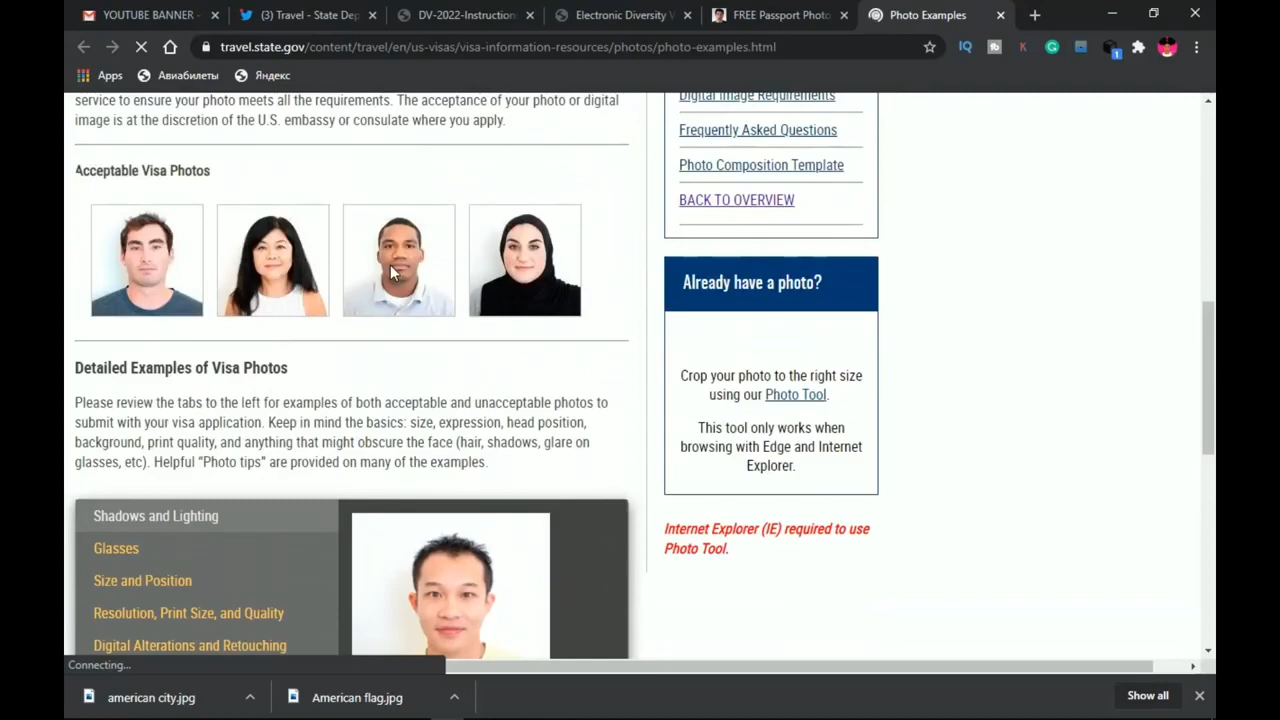 YOUTUBE BANNER -
(3) Travel - State Dep
DV-2022-Instruction
Electronic Diversity V
FREE Passport Photo
Photo Examples
travel.state.gov/content/travel/en/us-visas/visa-information-resources/photos/photo-examples.html
IQ
K
1
Apps
Авиабилеты
Яндекс
service to ensure your photo meets all the requirements. The acceptance of your photo or digital
image is at the discretion of the U.S. embassy or consulate where you apply.
Acceptable Visa Photos
Detailed Examples of Visa Photos
Please review the tabs to the left for examples of both acceptable and unacceptable photos to
submit with your visa application. Keep in mind the basics: size, expression, head position,
background, print quality, and anything that might obscure the face (hair, shadows, glare on
glasses, etc). Helpful “Photo tips” are provided on many of the examples.
Shadows and Lighting
Glasses
Size and Position
Resolution, Print Size, and Quality
Digital Alterations and Retouching
Digital Image Requirements
Frequently Asked Questions
Photo Composition Template
BACK TO OVERVIEW
Already have a photo?
Crop your photo to the right size
using our Photo Tool.
This tool only works when
browsing with Edge and Internet
Explorer.
Internet Explorer (IE) required to use
Photo Tool.
Connecting...
american city.jpg
American flag.jpg
Show all